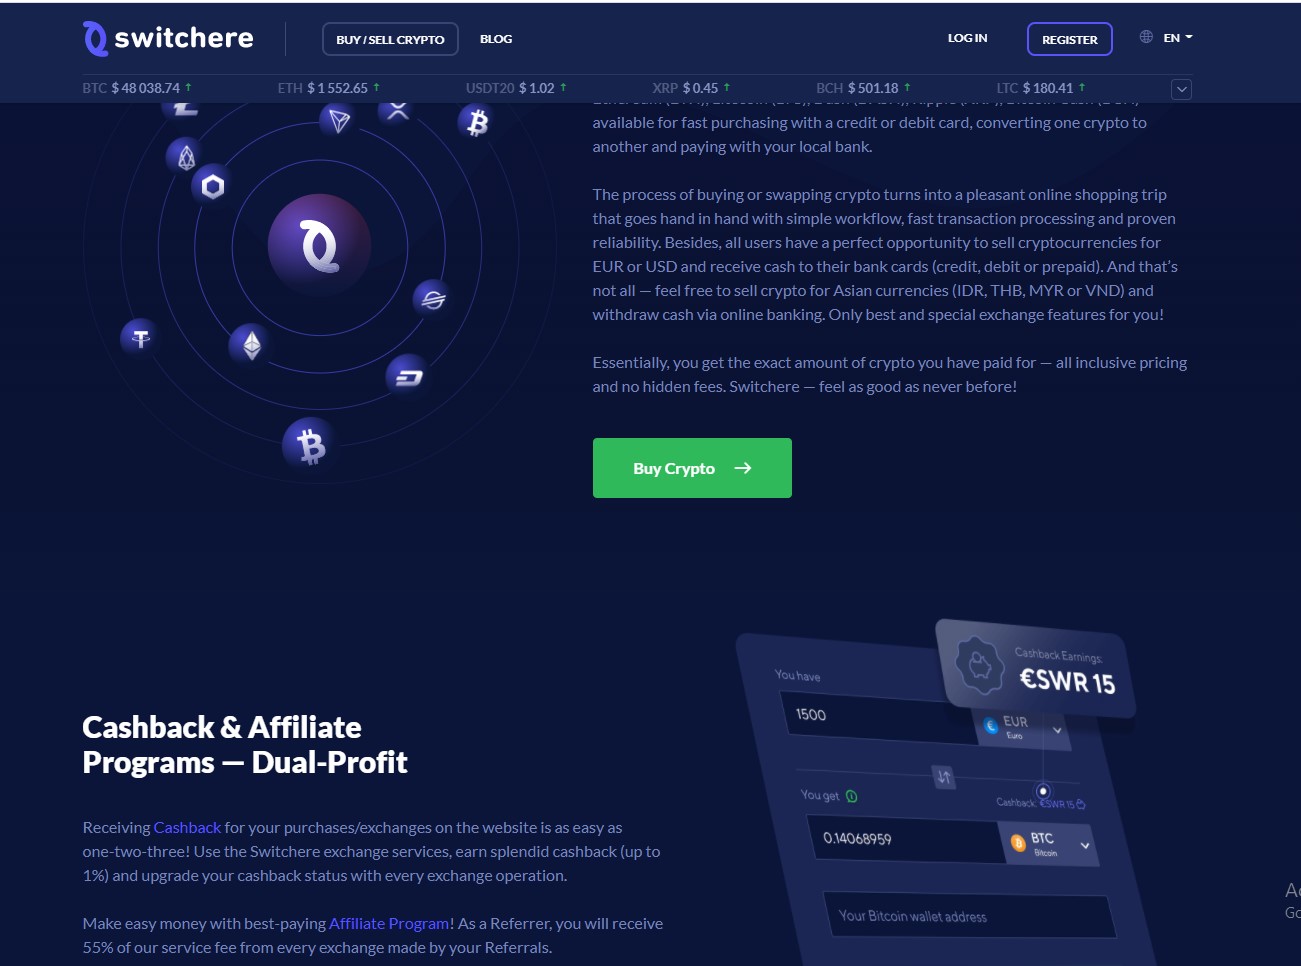 switchere
BUY / SELL CRYPTO
BLOG
LOG IN
REGISTER
EN
BTC $ 48 038.74 ↑
ETH $ 1 552.65 ↑
USDT20 $ 1.02 ↑
XRP $ 0.45 ↑
BCH $ 501.18 ↑
LTC $ 180.41 ↑
available for fast purchasing with a credit or debit card, converting one crypto to
another and paying with your local bank.
The process of buying or swapping crypto turns into a pleasant online shopping trip
that goes hand in hand with simple workflow, fast transaction processing and proven
reliability. Besides, all users have a perfect opportunity to sell cryptocurrencies for
EUR or USD and receive cash to their bank cards (credit, debit or prepaid). And that's
not all — feel free to sell crypto for Asian currencies (IDR, THB, MYR or VND) and
withdraw cash via online banking. Only best and special exchange features for you!
Essentially, you get the exact amount of crypto you have paid for — all inclusive pricing
and no hidden fees. Switchere — feel as good as never before!
Buy Crypto →
Cashback & Affiliate
Programs — Dual-Profit
Receiving Cashback for your purchases/exchanges on the website is as easy as
one-two-three! Use the Switchere exchange services, earn splendid cashback (up to
1%) and upgrade your cashback status with every exchange operation.
Make easy money with best-paying Affiliate Program! As a Referrer, you will receive
55% of our service fee from every exchange made by your Referrals.
Cashback Earnings:
€SWR 15
You have
1500
EUR
Euro
You get
Cashback: €SWR 15
0.14068959
BTC
Bitcoin
Your Bitcoin wallet address